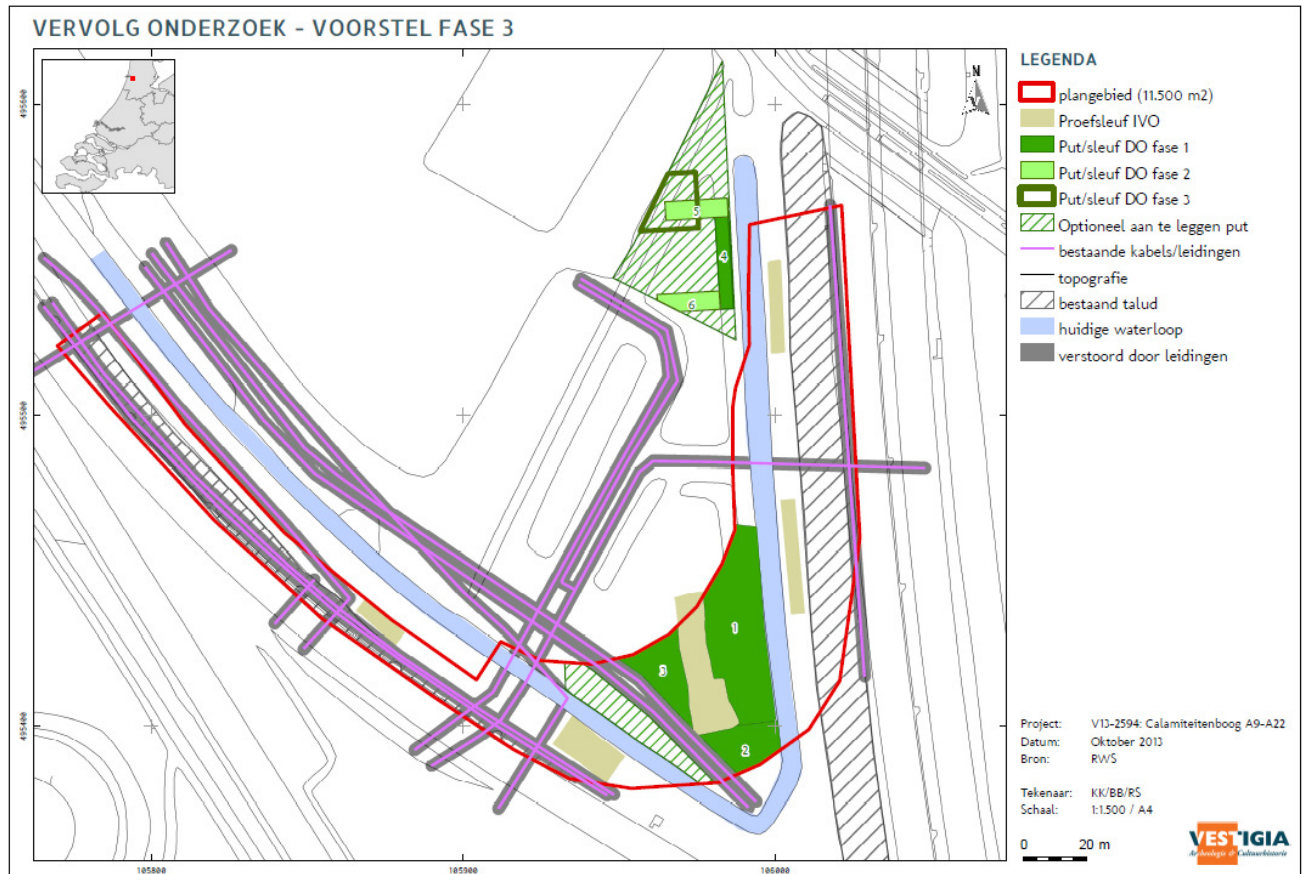 VERVOLG ONDERZOEK - VOORSTEL FASE 3
LEGENDA
N
plangebied (11.500 m2)
Proefsleuf IVO
Put/sleuf DO fase 1
Put/sleuf DO fase 2
Put/sleuf DO fase 3
Optioneel aan te leggen put
bestaande kabels/leidingen
topografie
bestaand talud
huidige waterloop
verstoord door leidingen
495600
495500
495400
5
4
6
1
3
2
105800
105900
106000
Project: V13-2594: Calamiteitenboog A9-A22
Datum: Oktober 2013
Bron: RWS
Tekenaar: KK/BB/RS
Schaal: 1:1.500 / A4
0 20 m
VESTIGIA
Archeologie & Cultuurhistorie